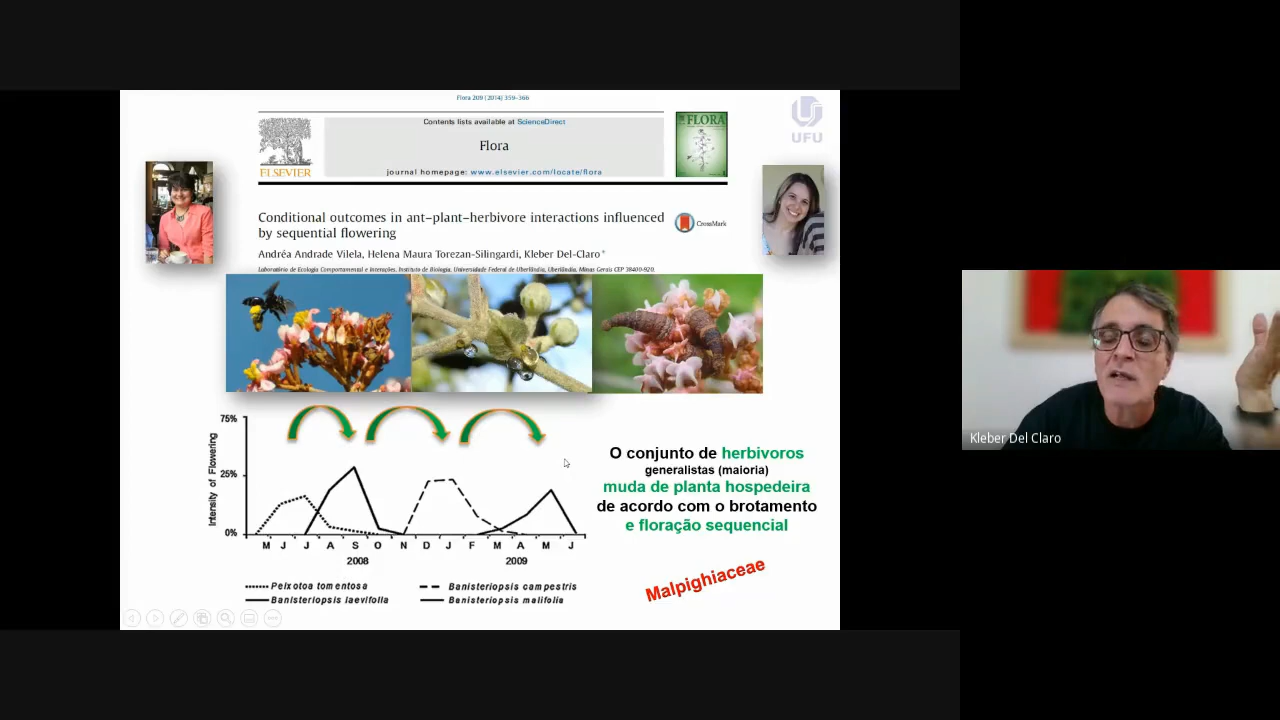 Flora 209 (2014) 359–366
Contents lists available at ScienceDirect
Flora
journal homepage: www.elsevier.com/locate/flora
ELSEVIER
FLORA
UFU
Conditional outcomes in ant–plant–herbivore interactions influenced
by sequential flowering
CrossMark
Andréa Andrade Vilela, Helena Maura Torezan-Silingardi, Kleber Del-Claro*
Laboratório de Ecologia Comportamental e Interações, Instituto de Biologia, Universidade Federal de Uberlândia, Uberlândia, Minas Gerais CEP 38400-920,
Intensity of Flowering
75%
25%
0%
M J J A S O N D J F M A M J
2008 2009
Peixotoa tomentosa
Banisteriopsis laevifolia
Banisteriopsis campestris
Banisteriopsis malifolia
O conjunto de herbivoros
generalistas (maioria)
muda de planta hospedeira
de acordo com o brotamento
e floração sequencial
Malpighiaceae
Kleber Del Claro